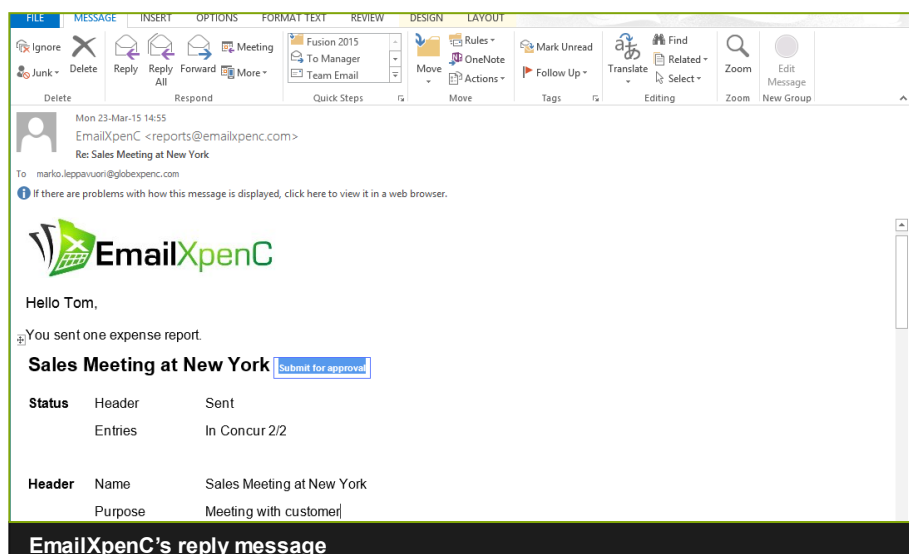 FILE MESSAGE INSERT OPTIONS FORMAT TEXT REVIEW DESIGN LAYOUT
Ignore
Junk
Delete
Reply
Reply All
Forward
Meeting
More
Fusion 2015
To Manager
Team Email
Move
Rules
OneNote
Actions
Mark Unread
Follow Up
Translate
Find
Related
Select
Zoom
Edit Message
Delete Respond Quick Steps Move Tags Editing Zoom New Group
Mon 23-Mar-15 14:55
EmailXpenC <reports@emailxpenc.com>
Re: Sales Meeting at New York
To marko.leppavuori@globexpenc.com
If there are problems with how this message is displayed, click here to view it in a web browser.
EmailXpenC
Hello Tom,
You sent one expense report.
Sales Meeting at New York Submit for approval
Status Header Sent
Entries In Concur 2/2
Header Name Sales Meeting at New York
Purpose Meeting with customer
EmailXpenC's reply message